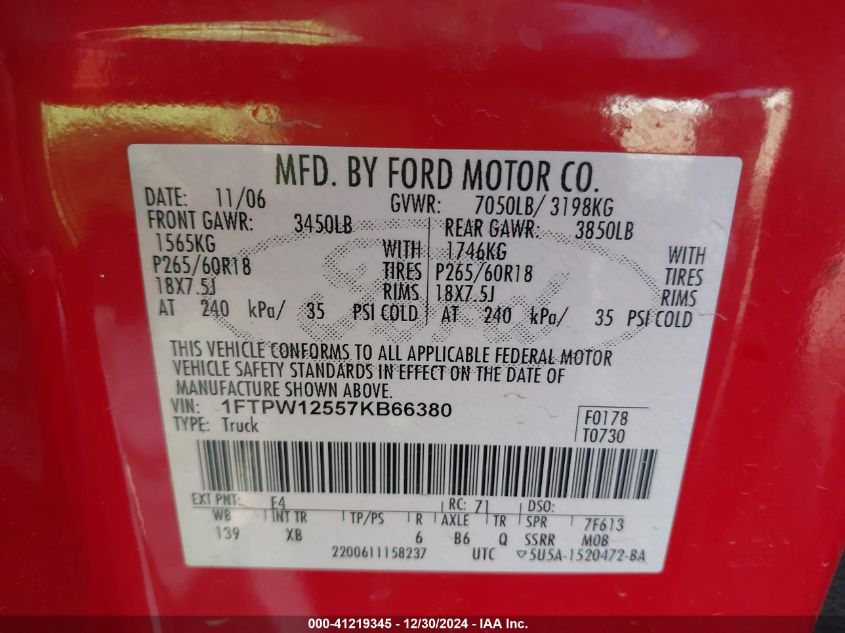 MFD. BY FORD MOTOR CO.
DATE: 11/06 GVWR: 7050LB/ 3198KG
FRONT GAWR: 3450LB REAR GAWR: 3850LB
1565KG WITH 1746KG WITH
P265/60R18 TIRES P265/60R18 TIRES
18X7.5J RIMS 18X7.5J RIMS
AT 240 kPa/ 35 PSI COLD AT 240 kPa/ 35 PSI COLD
Ford
THIS VEHICLE CONFORMS TO ALL APPLICABLE FEDERAL MOTOR
VEHICLE SAFETY STANDARDS IN EFFECT ON THE DATE OF
MANUFACTURE SHOWN ABOVE.
VIN: 1FTPW12557KB66380 F0178
TYPE: Truck T0730
EXT PNT: E4 RC: 71 DSO:
WB INT TR TP/PS R AXLE TR SPR 7F613
139 XB 6 B6 Q SSRR MOB
2200611158237 UTC ▽5U5A-1520472-BA
000-41219345 - 12/30/2024 - IAA Inc.